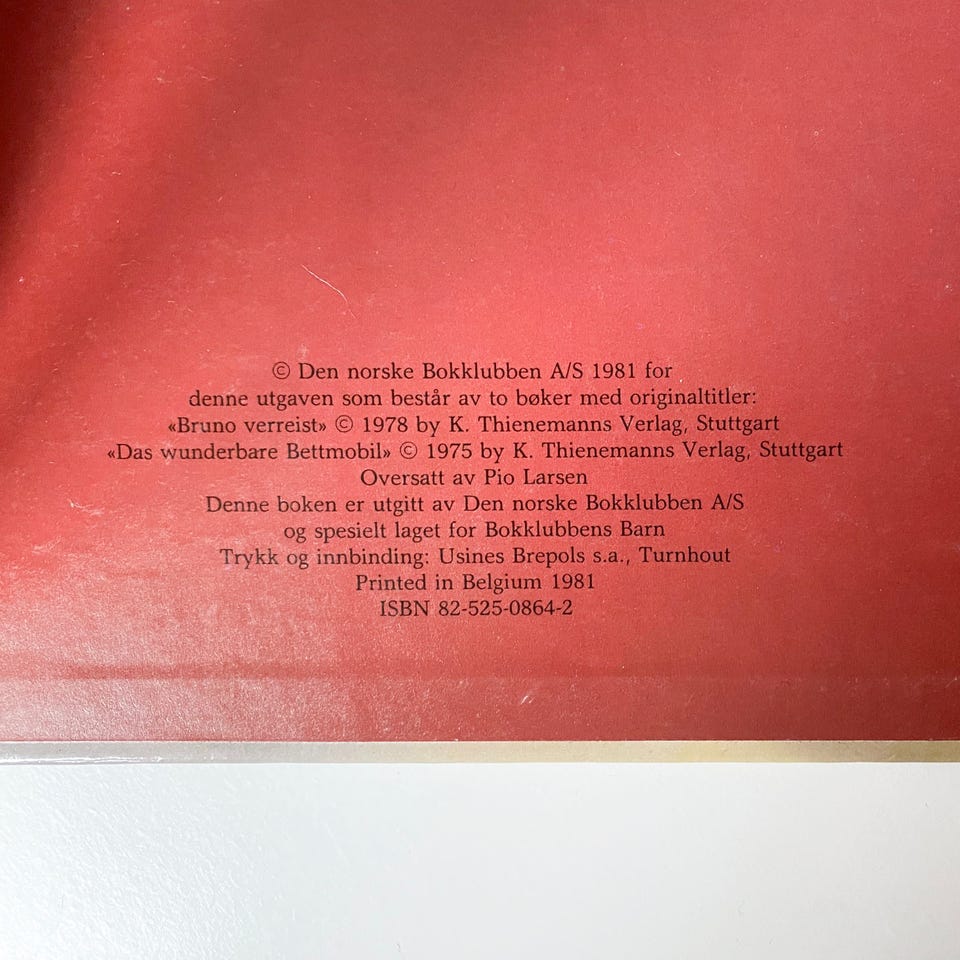 © Den norske Bokklubben A/S 1981 for
denne utgaven som består av to bøker med originaltitler:
«Bruno verreist» © 1978 by K. Thienemanns Verlag, Stuttgart
«Das wunderbare Bettmobil» © 1975 by K. Thienemanns Verlag, Stuttgart
Oversatt av Pio Larsen
Denne boken er utgitt av Den norske Bokklubben A/S
og spesielt laget for Bokklubbens Barn
Trykk og innbinding: Usines Brepols s.a., Turnhout
Printed in Belgium 1981
ISBN 82-525-0864-2